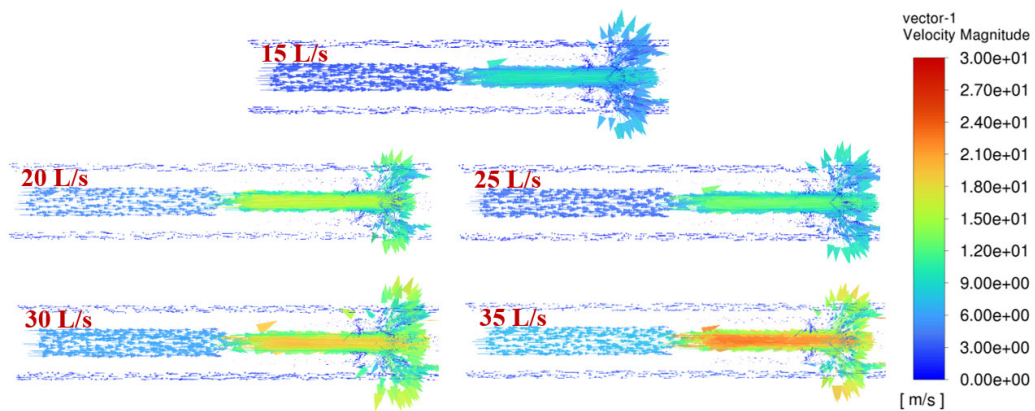 vector-1
Velocity Magnitude
15 L/s
3.00e+01
2.70e+01
2.40e+01
2.10e+01
1.80e+01
1.50e+01
1.20e+01
9.00e+00
6.00e+00
3.00e+00
0.00e+00
[ m/s ]
20 L/s
25 L/s
30 L/s
35 L/s